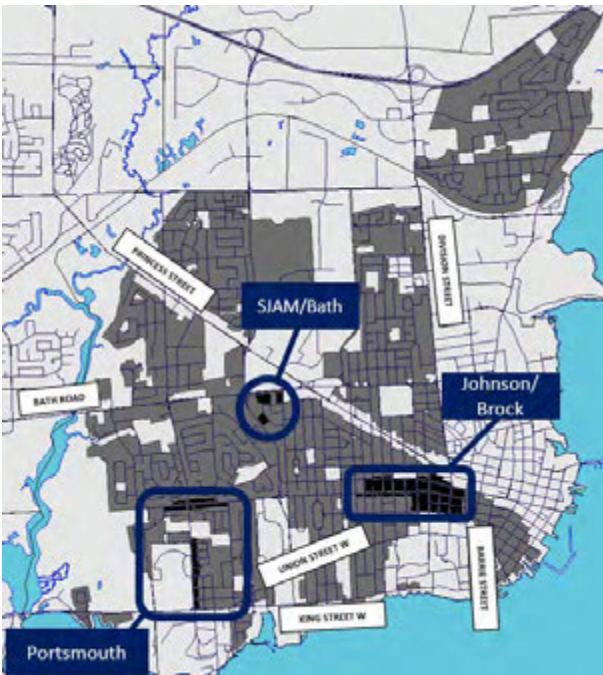 PRINCESS STREET
DIVISION STREET
SJAM/Bath
Johnson/
Brock
BATH ROAD
UNION STREET W
BARRIE STREET
KING STREET W
Portsmouth